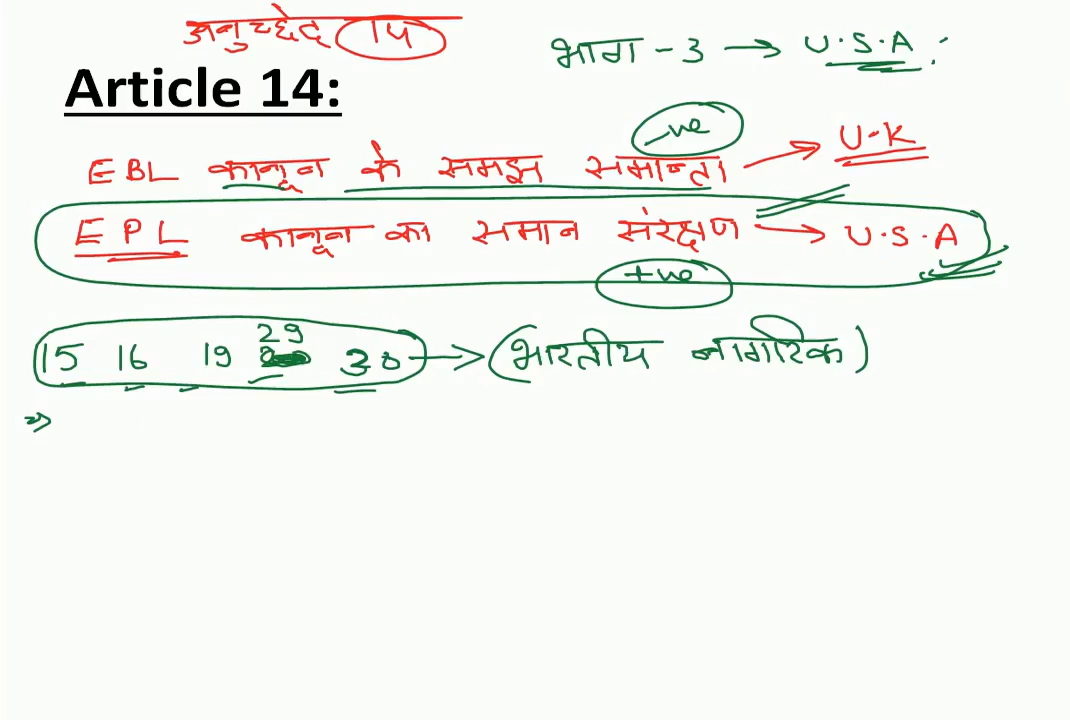 अनुच्छेद 14
भाग - 3 → U.S.A :
Article 14:
-ve
EBL कानून के समझ समानता → U.K
EPL कानून का समान संरक्षण → U.S.A
+ve
29
15 16 19 30 → (भारतीय नागरिक)
⇒